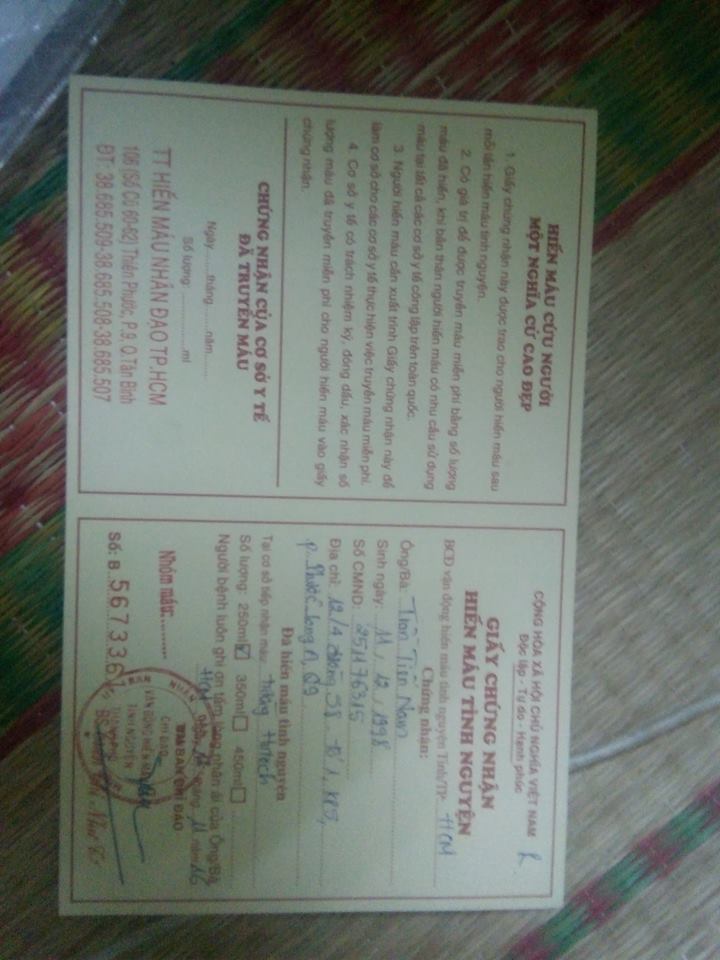 HIẾN MÁU CỨU NGƯỜI
MỘT NGHĨA CỬ CAO ĐẸP
1. Giấy chứng nhận này được trao cho người hiến máu sau
mỗi lần hiến máu tình nguyện.
2. Có giá trị để được truyền máu miễn phí bằng số lượng
máu đã hiến, khi bản thân người hiến máu có nhu cầu sử dụng
máu tại tất cả các cơ sở y tế công lập trên toàn quốc.
3. Người hiến máu cần xuất trình Giấy chứng nhận này để
làm cơ sở cho các cơ sở y tế thực hiện việc truyền máu miễn phí.
4. Cơ sở y tế có trách nhiệm ký, đóng dấu, xác nhận số
lượng máu đã truyền miễn phí cho người hiến máu vào giấy
chứng nhận.
CHỨNG NHẬN CỦA CƠ SỞ Y TẾ
ĐÃ TRUYỀN MÁU
Ngày.......tháng.......năm.......
Số lượng: ...............ml
TT HIẾN MÁU NHÂN ĐẠO TP.HCM
106 (Số Cũ 60-62) Thiên Phước, P.9, Q.Tân Bình
ĐT: 38.685.509-38.685.508-38.685.507
CỘNG HÒA XÃ HỘI CHỦ NGHĨA VIỆT NAM
Độc lập - Tự do - Hạnh phúc
R
GIẤY CHỨNG NHẬN
HIẾN MÁU TÌNH NGUYỆN
BCĐ vận động hiến máu tình nguyện Tỉnh/TP: HCM
Chứng nhận:
Ông/Bà: Tiến Nam
Sinh ngày: 11 / 12 / 1998
Số CMND: 251176315
Địa chỉ: 12/4 đường 38, tổ 1, KP5,
p. Phước Long A, Q9
Đã hiến máu tình nguyện
Tại cơ sở tiếp nhận máu: trường Hutech
Số lượng: 250ml ☑ 350ml ☐ 450ml ☐
Người bệnh luôn ghi ơn tấm lòng nhân ái của Ông/Bà
HCM, ngày tháng 11 năm 16
Nhóm máu:..........
TM BAN CHỈ ĐẠO
Số: B 567336